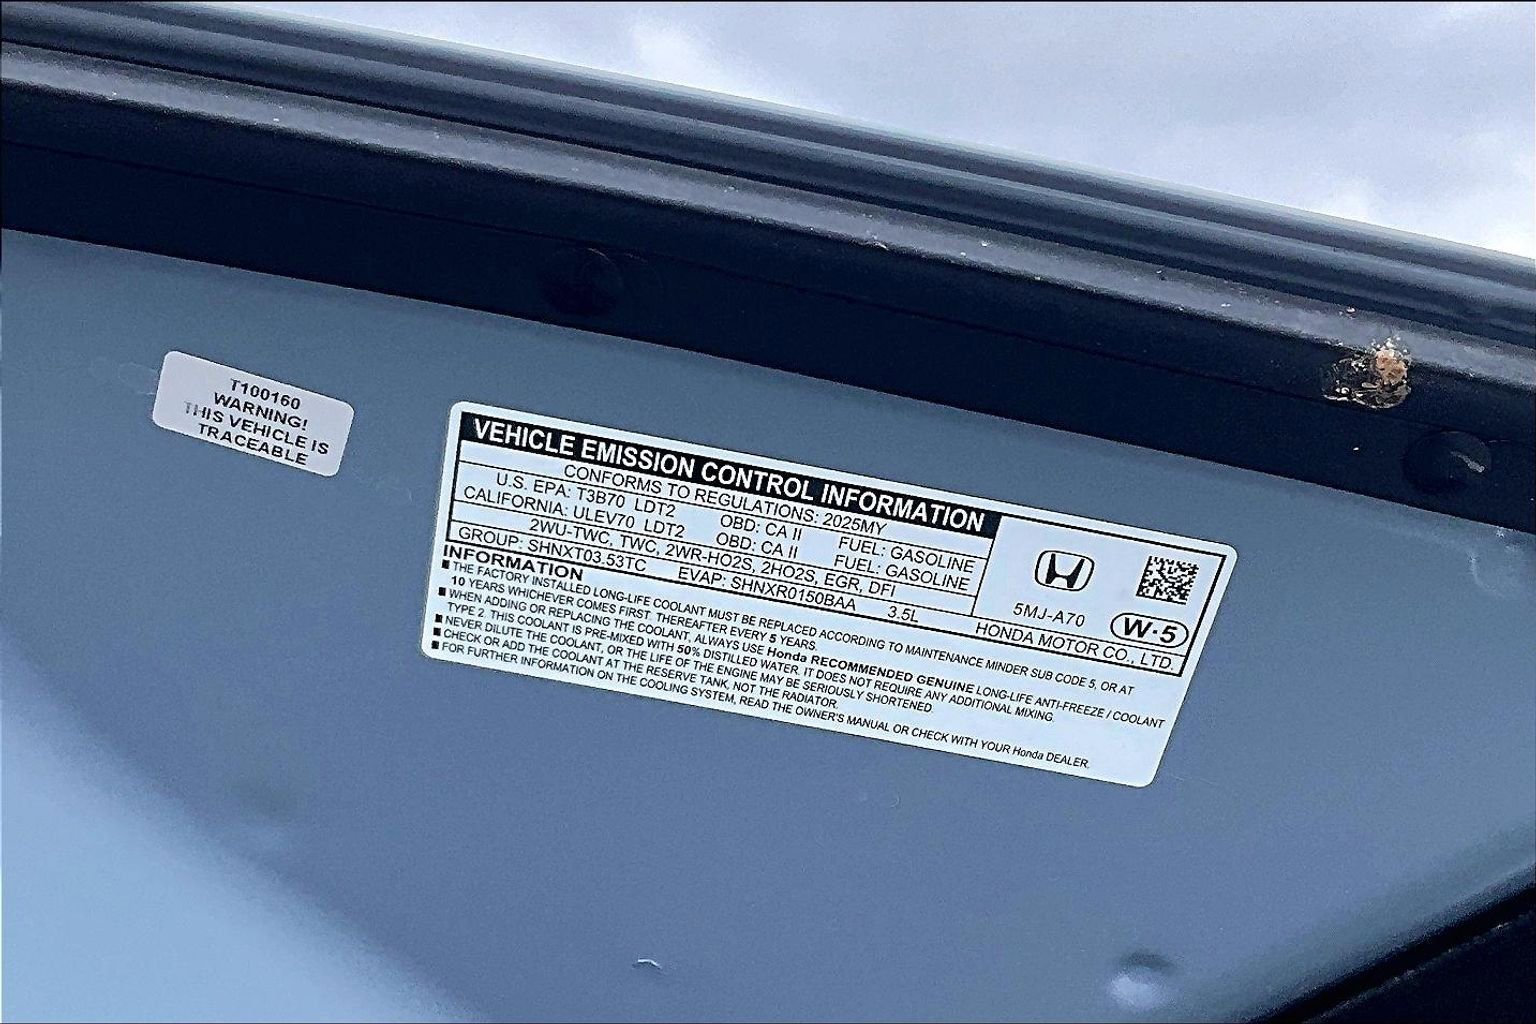 T100160
WARNING!
THIS VEHICLE IS
TRACEABLE
VEHICLE EMISSION CONTROL INFORMATION
CONFORMS TO REGULATIONS: 2025MY
U.S. EPA: T3B70 LDT2 OBD: CA II FUEL: GASOLINE
CALIFORNIA: ULEV70 LDT2 OBD: CA II FUEL: GASOLINE
2WU-TWC, TWC, 2WR-HO2S, 2HO2S, EGR, DFI
GROUP: SHNXT03.53TC EVAP: SHNXR0150BAA 3.5L
5MJ-A70
W·5
HONDA MOTOR CO., LTD.
INFORMATION
■ THE FACTORY INSTALLED LONG-LIFE COOLANT MUST BE REPLACED ACCORDING TO MAINTENANCE MINDER SUB CODE 5, OR AT
10 YEARS WHICHEVER COMES FIRST. THEREAFTER EVERY 5 YEARS.
■ WHEN ADDING OR REPLACING THE COOLANT, ALWAYS USE Honda RECOMMENDED GENUINE LONG-LIFE ANTI-FREEZE / COOLANT
TYPE 2. THIS COOLANT IS PRE-MIXED WITH 50% DISTILLED WATER. IT DOES NOT REQUIRE ANY ADDITIONAL MIXING.
■ NEVER DILUTE THE COOLANT, OR THE LIFE OF THE ENGINE MAY BE SERIOUSLY SHORTENED.
■ CHECK OR ADD THE COOLANT AT THE RESERVE TANK, NOT THE RADIATOR.
■ FOR FURTHER INFORMATION ON THE COOLING SYSTEM, READ THE OWNER'S MANUAL OR CHECK WITH YOUR Honda DEALER.